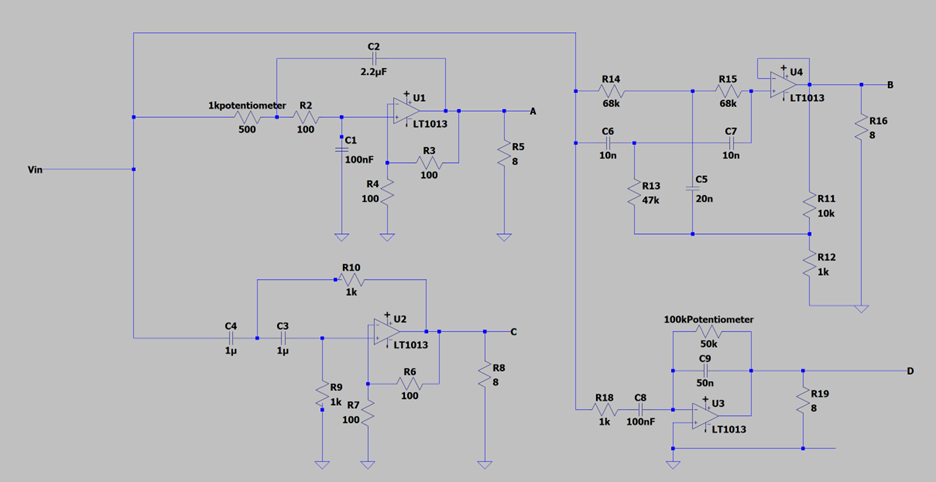 C2
2.2µF
1kpotentiometer
500
R2
100
U1
LT1013
A
C1
100nF
R3
100
R4
100
R5
8
Vin
R14
68k
R15
68k
U4
LT1013
B
C6
10n
C7
10n
R16
8
R13
47k
C5
20n
R11
10k
R12
1k
R10
1k
C4
1µ
C3
1µ
U2
LT1013
C
R9
1k
R6
100
R7
100
R8
8
100kPotentiometer
50k
C9
50n
D
R18
1k
C8
100nF
U3
LT1013
R19
8